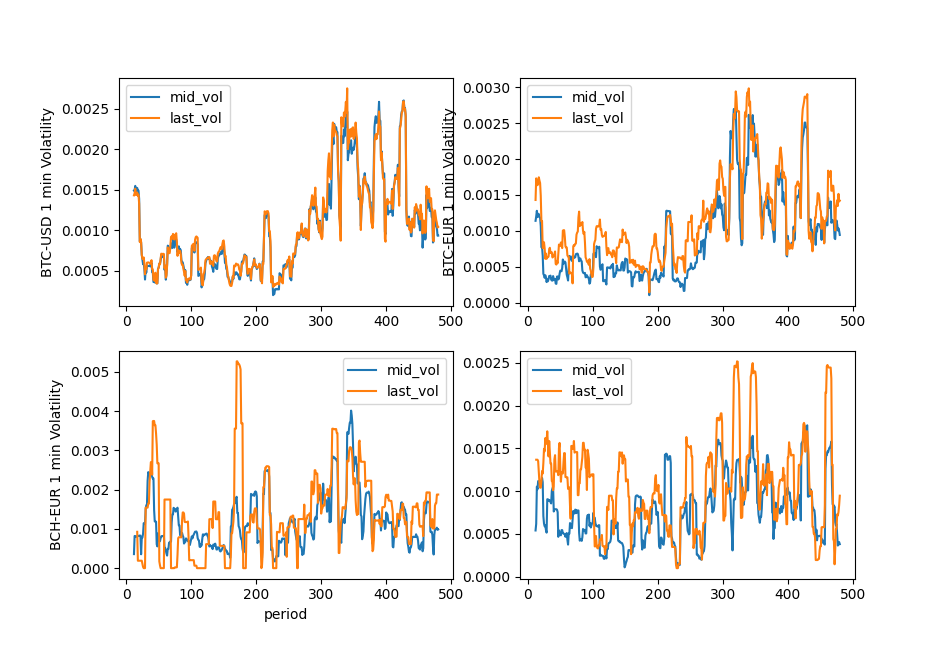 BTC-USD 1 min Volatility
0.0025
0.0020
0.0015
0.0010
0.0005
mid_vol
last_vol
0 100 200 300 400 500
BTC-EUR 1 min Volatility
0.0030
0.0025
0.0020
0.0015
0.0010
0.0005
0.0000
mid_vol
last_vol
0 100 200 300 400 500
BCH-EUR 1 min Volatility
0.005
0.004
0.003
0.002
0.001
0.000
mid_vol
last_vol
0 100 200 300 400 500
period
0.0025
0.0020
0.0015
0.0010
0.0005
0.0000
mid_vol
last_vol
0 100 200 300 400 500